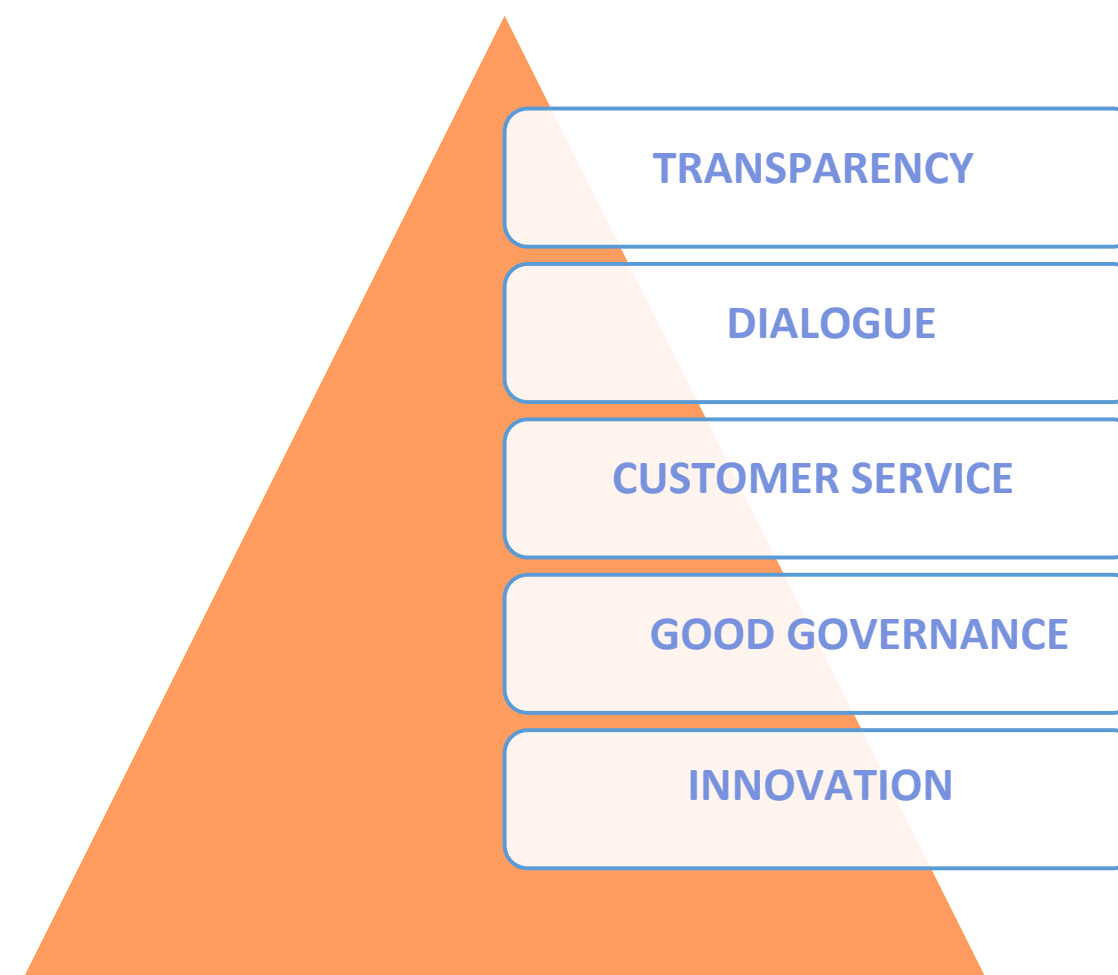 TRANSPARENCY
DIALOGUE
CUSTOMER SERVICE
GOOD GOVERNANCE
INNOVATION